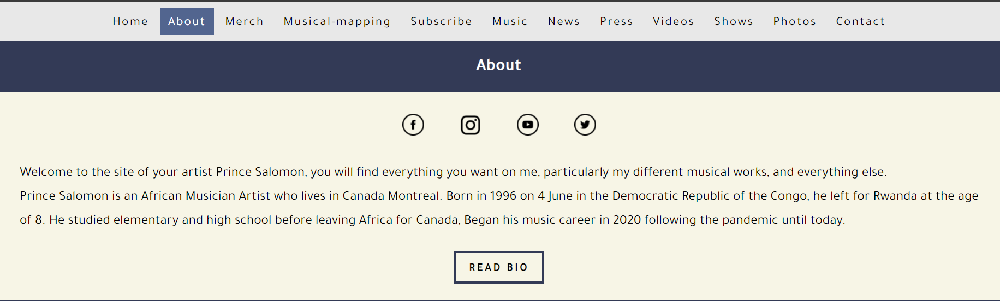 Home About Merch Musical-mapping Subscribe Music News Press Videos Shows Photos Contact
About
Welcome to the site of your artist Prince Salomon, you will find everything you want on me, particularly my different musical works, and everything else.
Prince Salomon is an African Musician Artist who lives in Canada Montreal. Born in 1996 on 4 June in the Democratic Republic of the Congo, he left for Rwanda at the age
of 8. He studied elementary and high school before leaving Africa for Canada, Began his music career in 2020 following the pandemic until today.
READ BIO